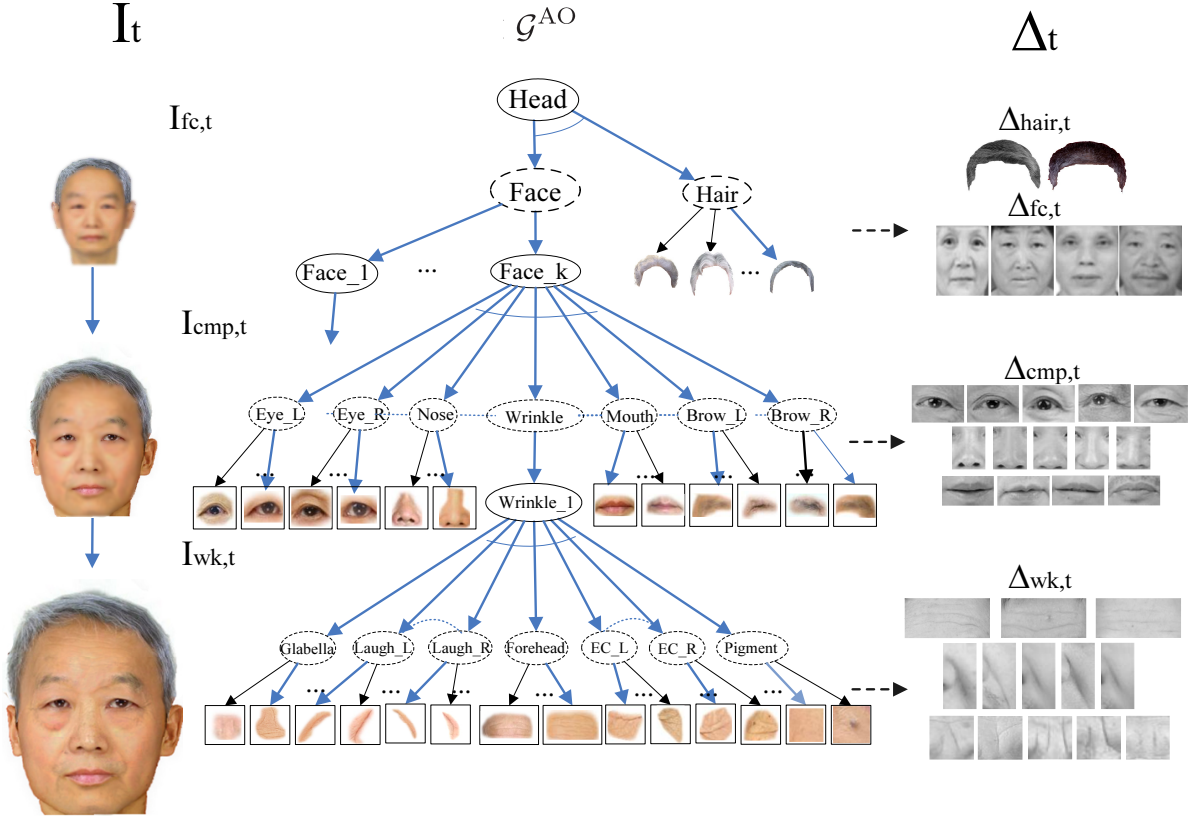 It
𝒢AO
Δt
Head
Ifc,t
Δhair,t
Face
Hair
Δfc,t
Face_1
...
Face_k
...
Icmp,t
Δcmp,t
Eye_L
Eye_R
Nose
Wrinkle
Mouth
Brow_L
Brow_R
...
...
...
...
...
Wrinkle_1
Iwk,t
Δwk,t
Glabella
Laugh_L
Laugh_R
Forehead
EC_L
EC_R
Pigment
...
...
...
...
...